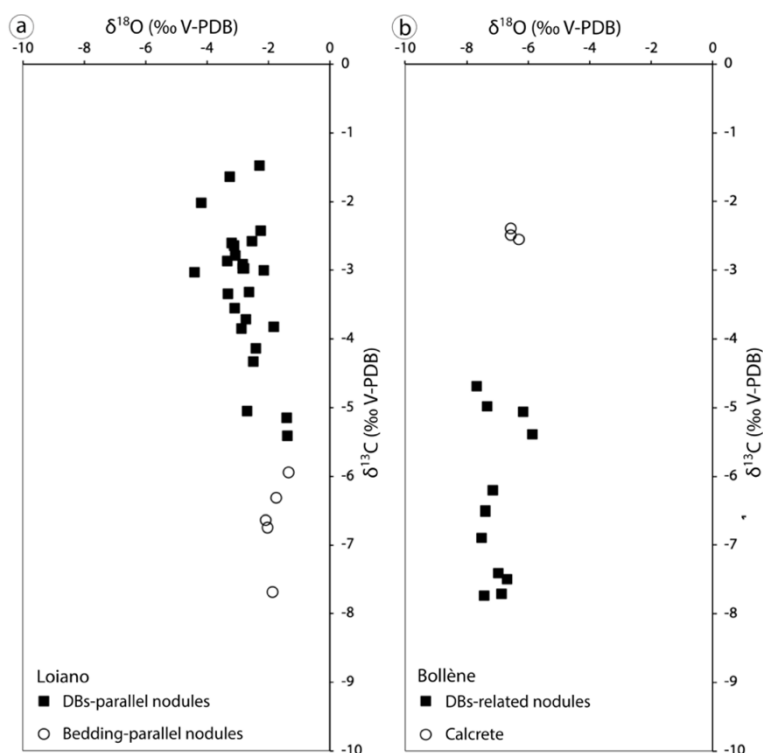 a
δ18O (‰ V-PDB)
-10 -8 -6 -4 -2 0
0
-1
-2
-3
-4
-5
-6
-7
-8
-9
-10
δ13C (‰ V-PDB)
Loiano
DBs-parallel nodules
Bedding-parallel nodules
b
δ18O (‰ V-PDB)
-10 -8 -6 -4 -2 0
0
-1
-2
-3
-4
-5
-6
-7
-8
-9
-10
δ13C (‰ V-PDB)
Bollène
DBs-related nodules
Calcrete